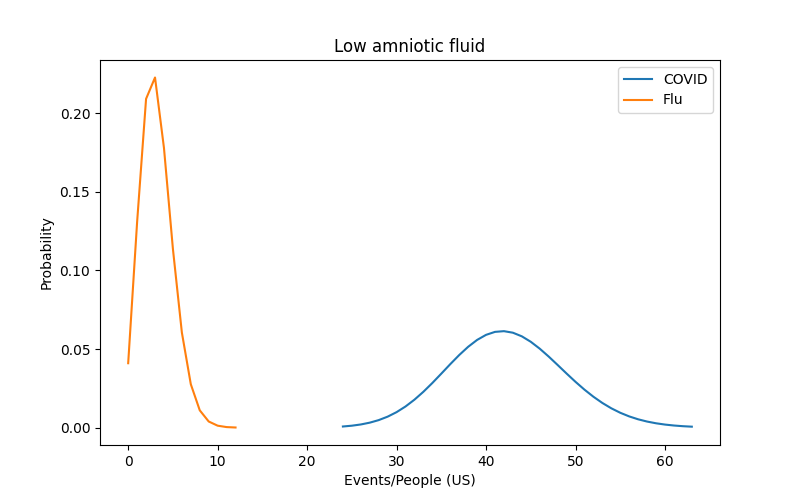 Low amniotic fluid
COVID
Flu
Probability
0.20
0.15
0.10
0.05
0.00
0 10 20 30 40 50 60
Events/People (US)